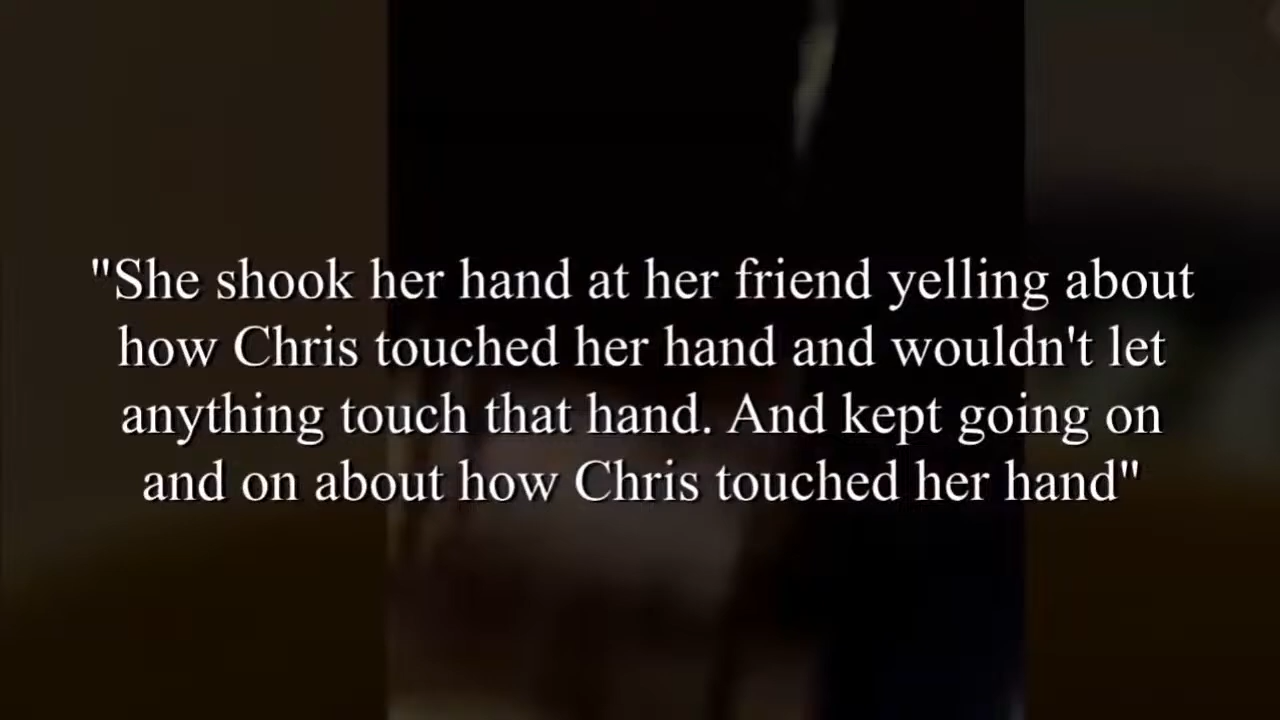 "She shook her hand at her friend yelling about
how Chris touched her hand and wouldn't let
anything touch that hand. And kept going on
and on about how Chris touched her hand"